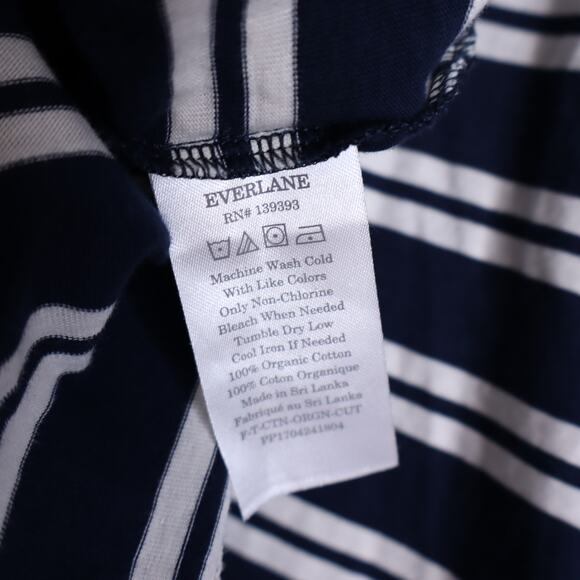 EVERLANE
RN# 139393
Machine Wash Cold
With Like Colors
Only Non-Chlorine
Bleach When Needed
Tumble Dry Low
Cool Iron If Needed
100% Organic Cotton
100% Coton Organique
Made in Sri Lanka
Fabriqué au Sri Lanka
F-T-CTN-ORGN-CUT
PP1704241804